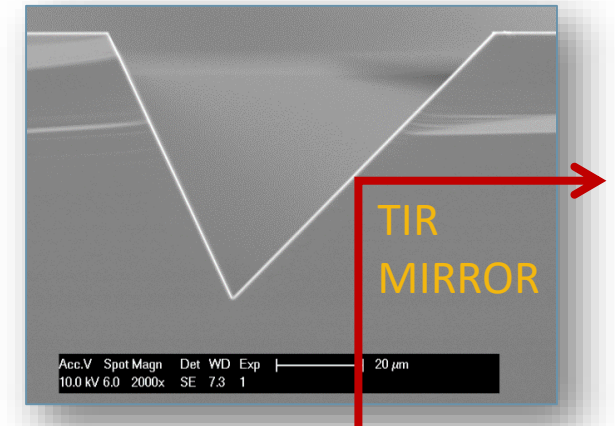 TIR
MIRROR
Acc.V Spot Magn Det WD Exp 20 µm
10.0 kV 6.0 2000x SE 7.3 1